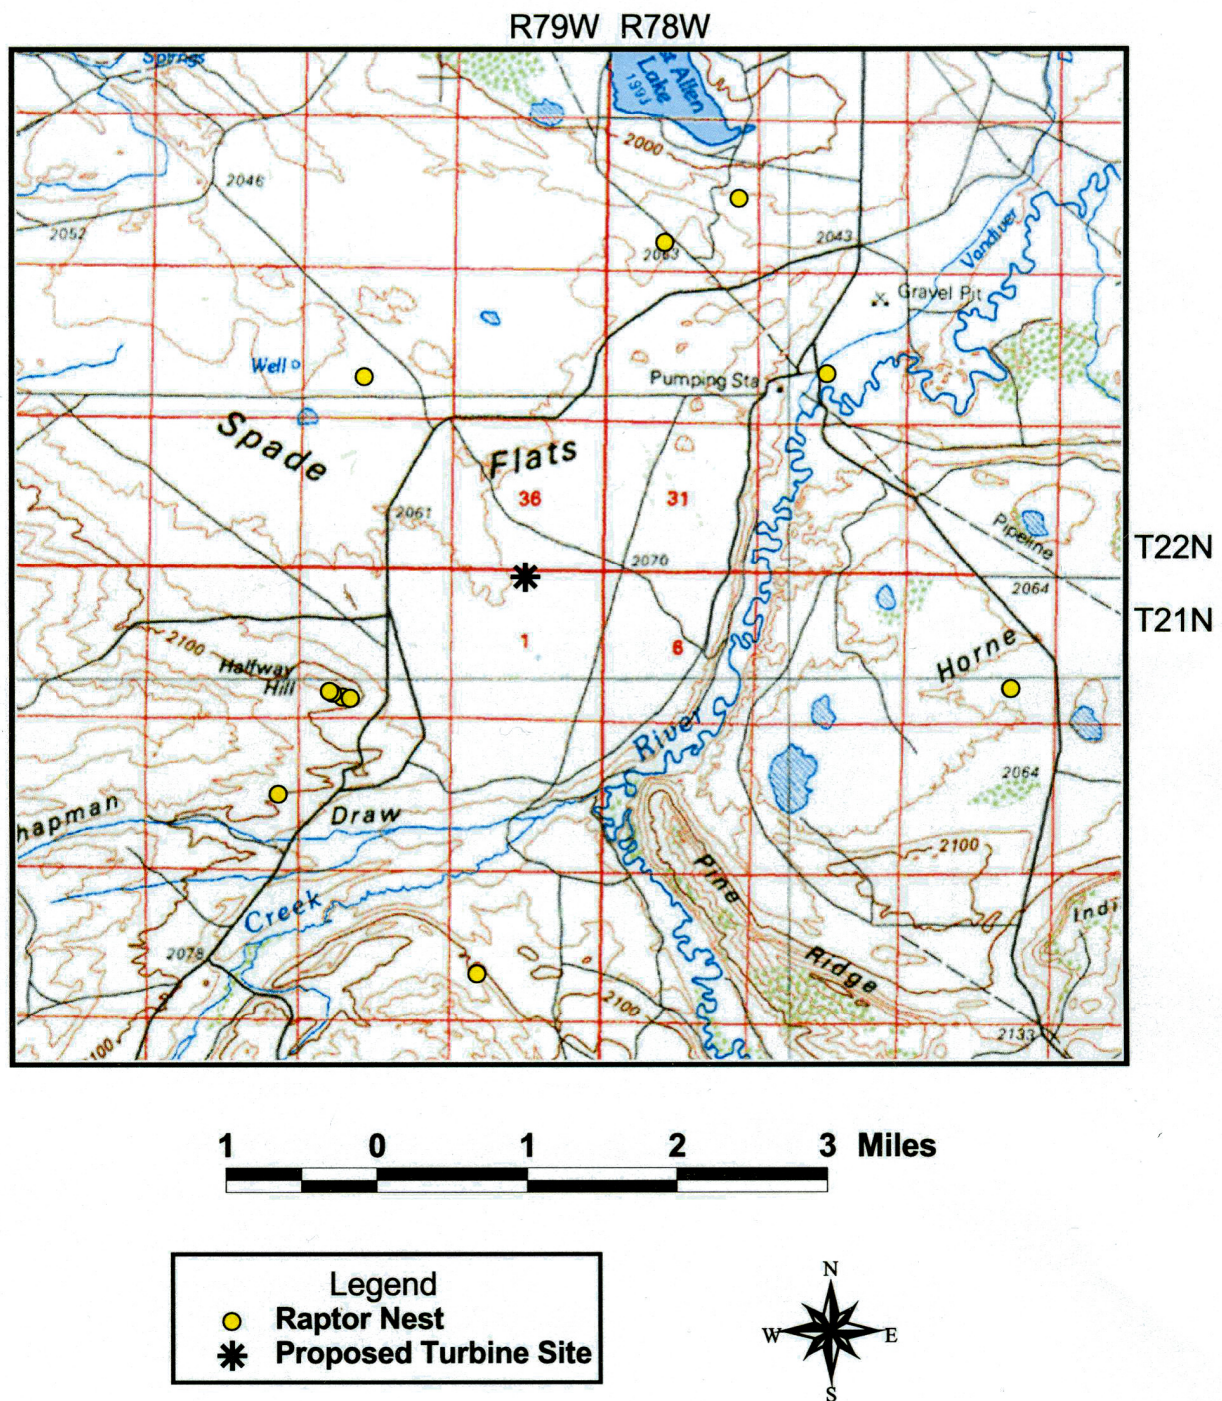 R79W R78W
Springs
Allen
Lake
1991
2000
2046
2052
2043
2063
Vandiver
Gravel Pit
Well
Pumping Sta
Spade
Flats
36
31
2061
Pipeline
T22N
2070
2064
T21N
1
6
2100
Halfway
Hill
Horne
River
2064
hapman
Draw
2100
Pine
Creek
Indi
2078
Ridge
2100
2133
100
1 0 1 2 3 Miles
Legend
Raptor Nest
Proposed Turbine Site
N
W E
S